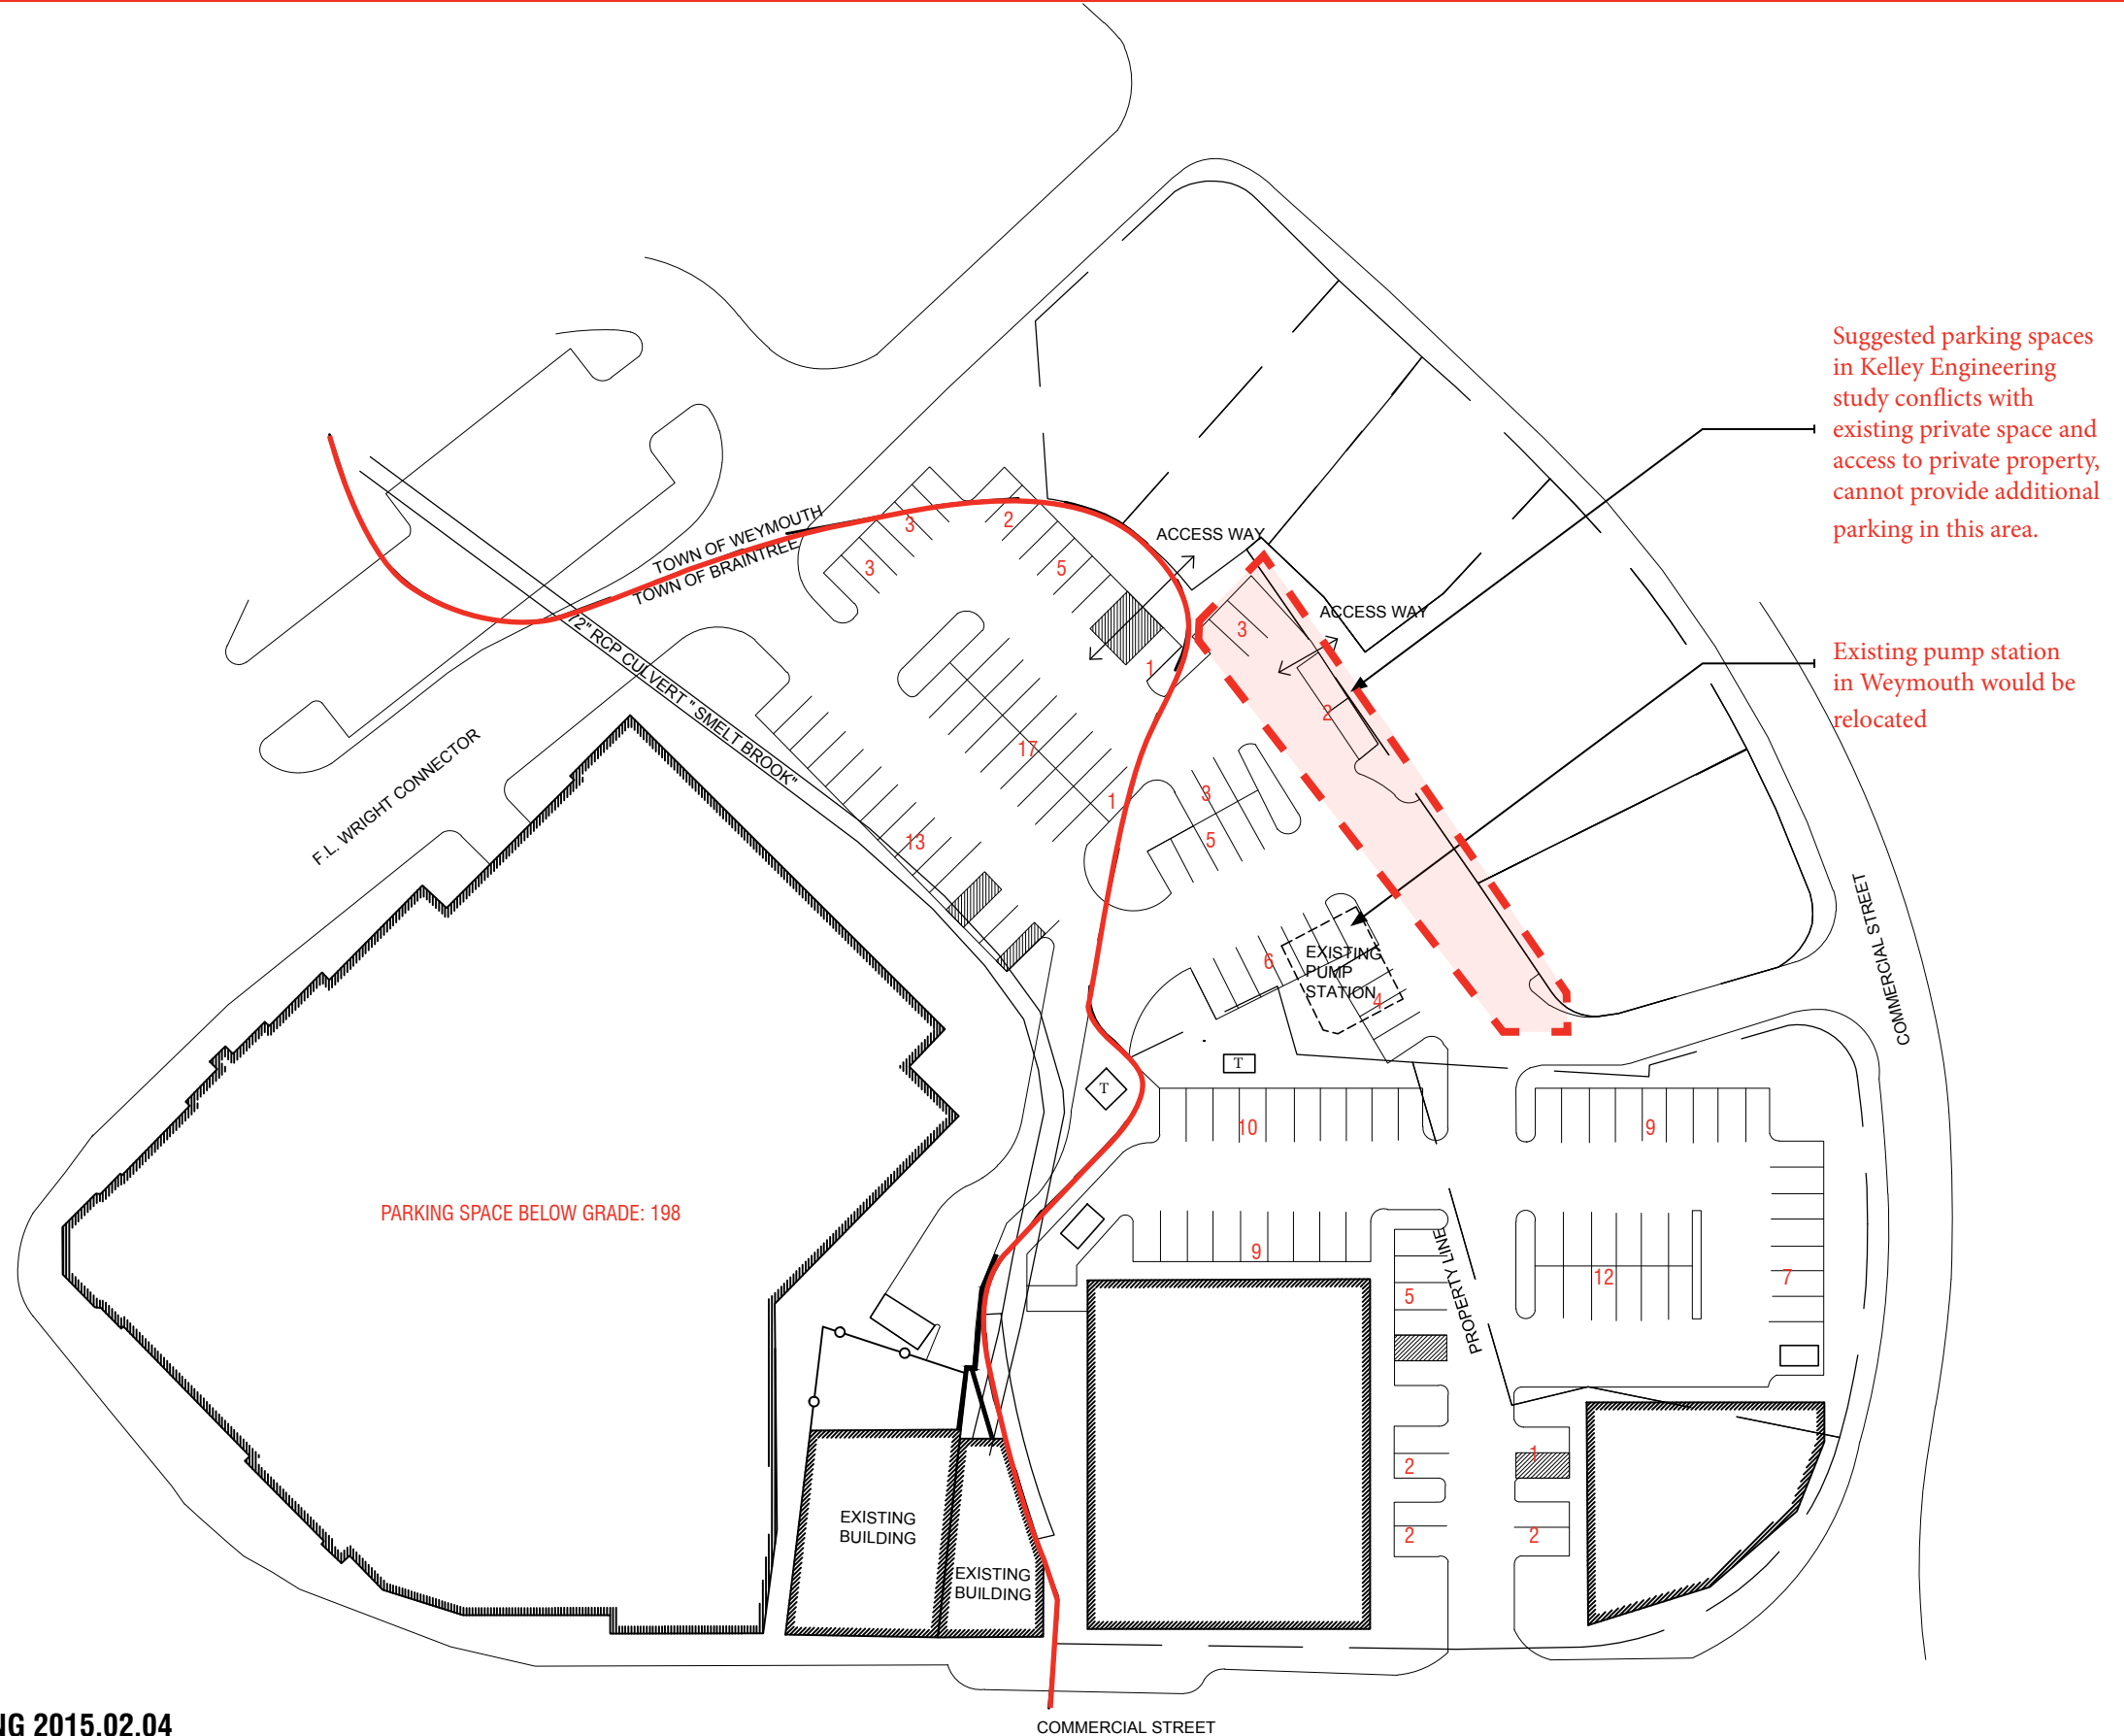 Suggested parking spaces
in Kelley Engineering
study conflicts with
existing private space and
access to private property,
cannot provide additional
parking in this area.
Existing pump station
in Weymouth would be
relocated
TOWN OF WEYMOUTH
TOWN OF BRAINTREE
3
3
2
5
ACCESS WAY
ACCESS WAY
3
1
2
72" RCP CULVERT " SMELT BROOK"
F.L. WRIGHT CONNECTOR
17
1
3
5
13
6
EXISTING
PUMP
STATION
4
COMMERCIAL STREET
T
T
10
9
PARKING SPACE BELOW GRADE: 198
9
5
PROPERTY LINE
12
7
2
1
2
2
EXISTING
BUILDING
EXISTING
BUILDING
NG 2015.02.04
COMMERCIAL STREET